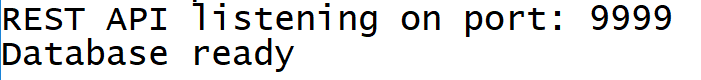 REST API listening on port: 9999
Database ready